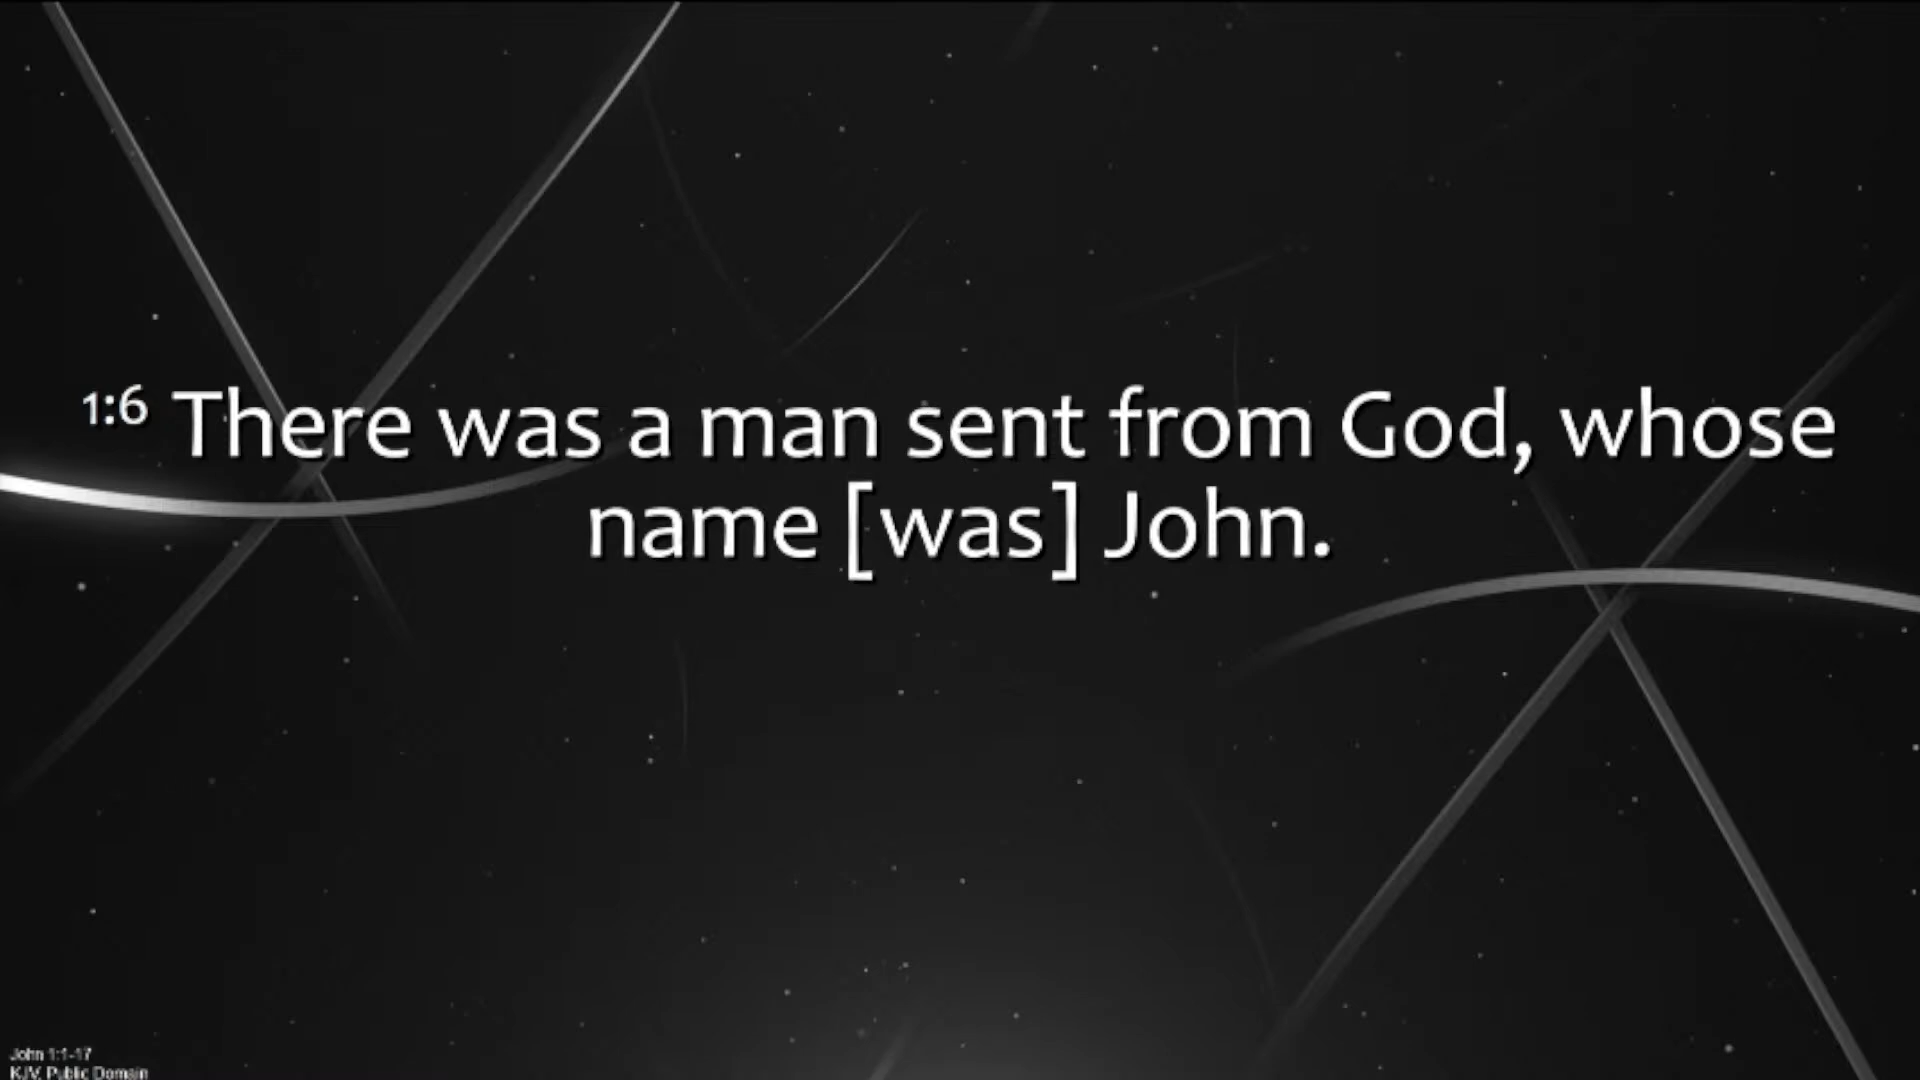 1:6 There was a man sent from God, whose
name [was] John.
John 1:1-17
KJV, Public Domain